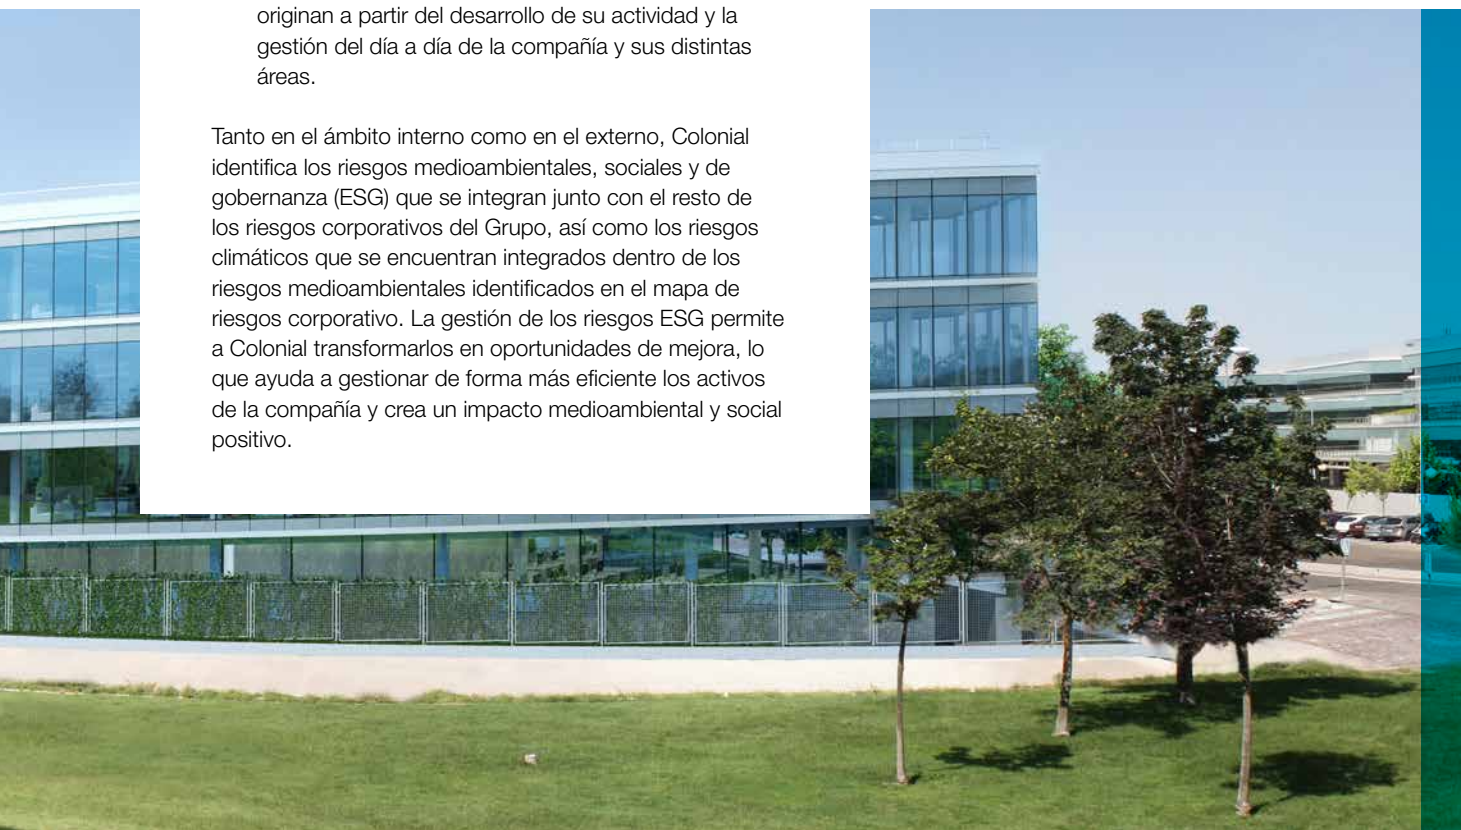 originan a partir del desarrollo de su actividad y la
gestión del día a día de la compañía y sus distintas
áreas.
Tanto en el ámbito interno como en el externo, Colonial
identifica los riesgos medioambientales, sociales y de
gobernanza (ESG) que se integran junto con el resto de
los riesgos corporativos del Grupo, así como los riesgos
climáticos que se encuentran integrados dentro de los
riesgos medioambientales identificados en el mapa de
riesgos corporativo. La gestión de los riesgos ESG permite
a Colonial transformarlos en oportunidades de mejora, lo
que ayuda a gestionar de forma más eficiente los activos
de la compañía y crea un impacto medioambiental y social
positivo.